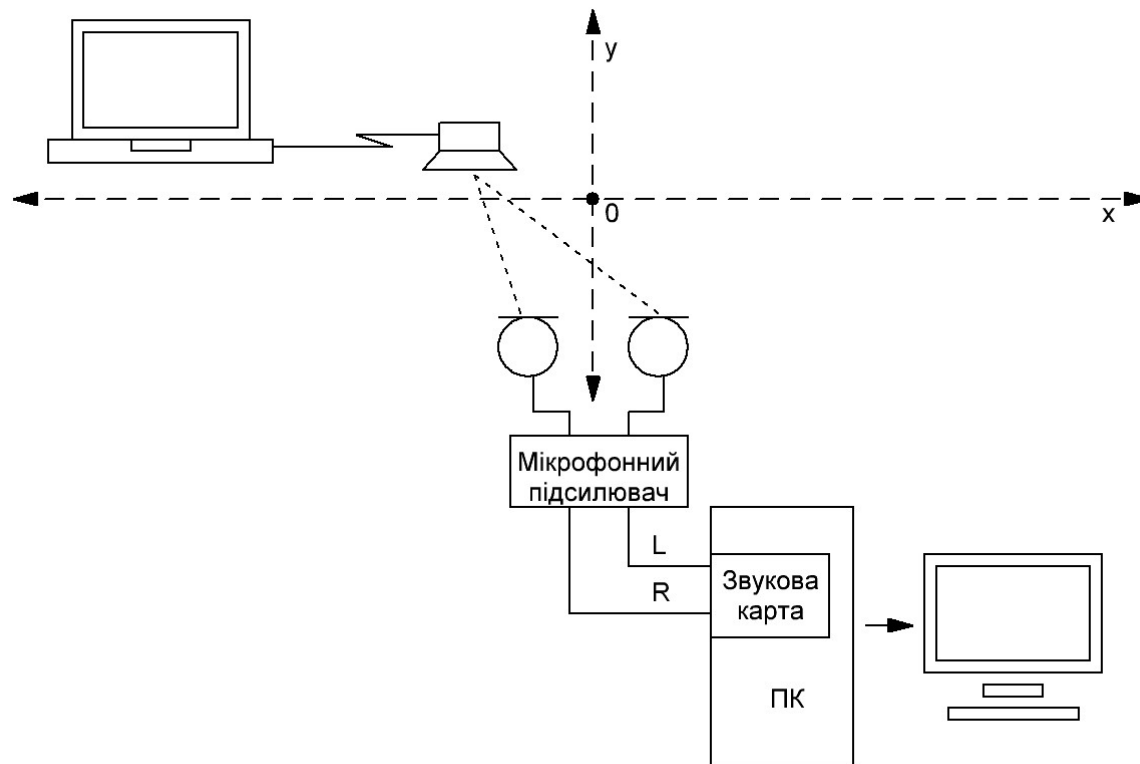 y
0
x
Мікрофонний
підсилювач
L
R
Звукова
карта
ПК